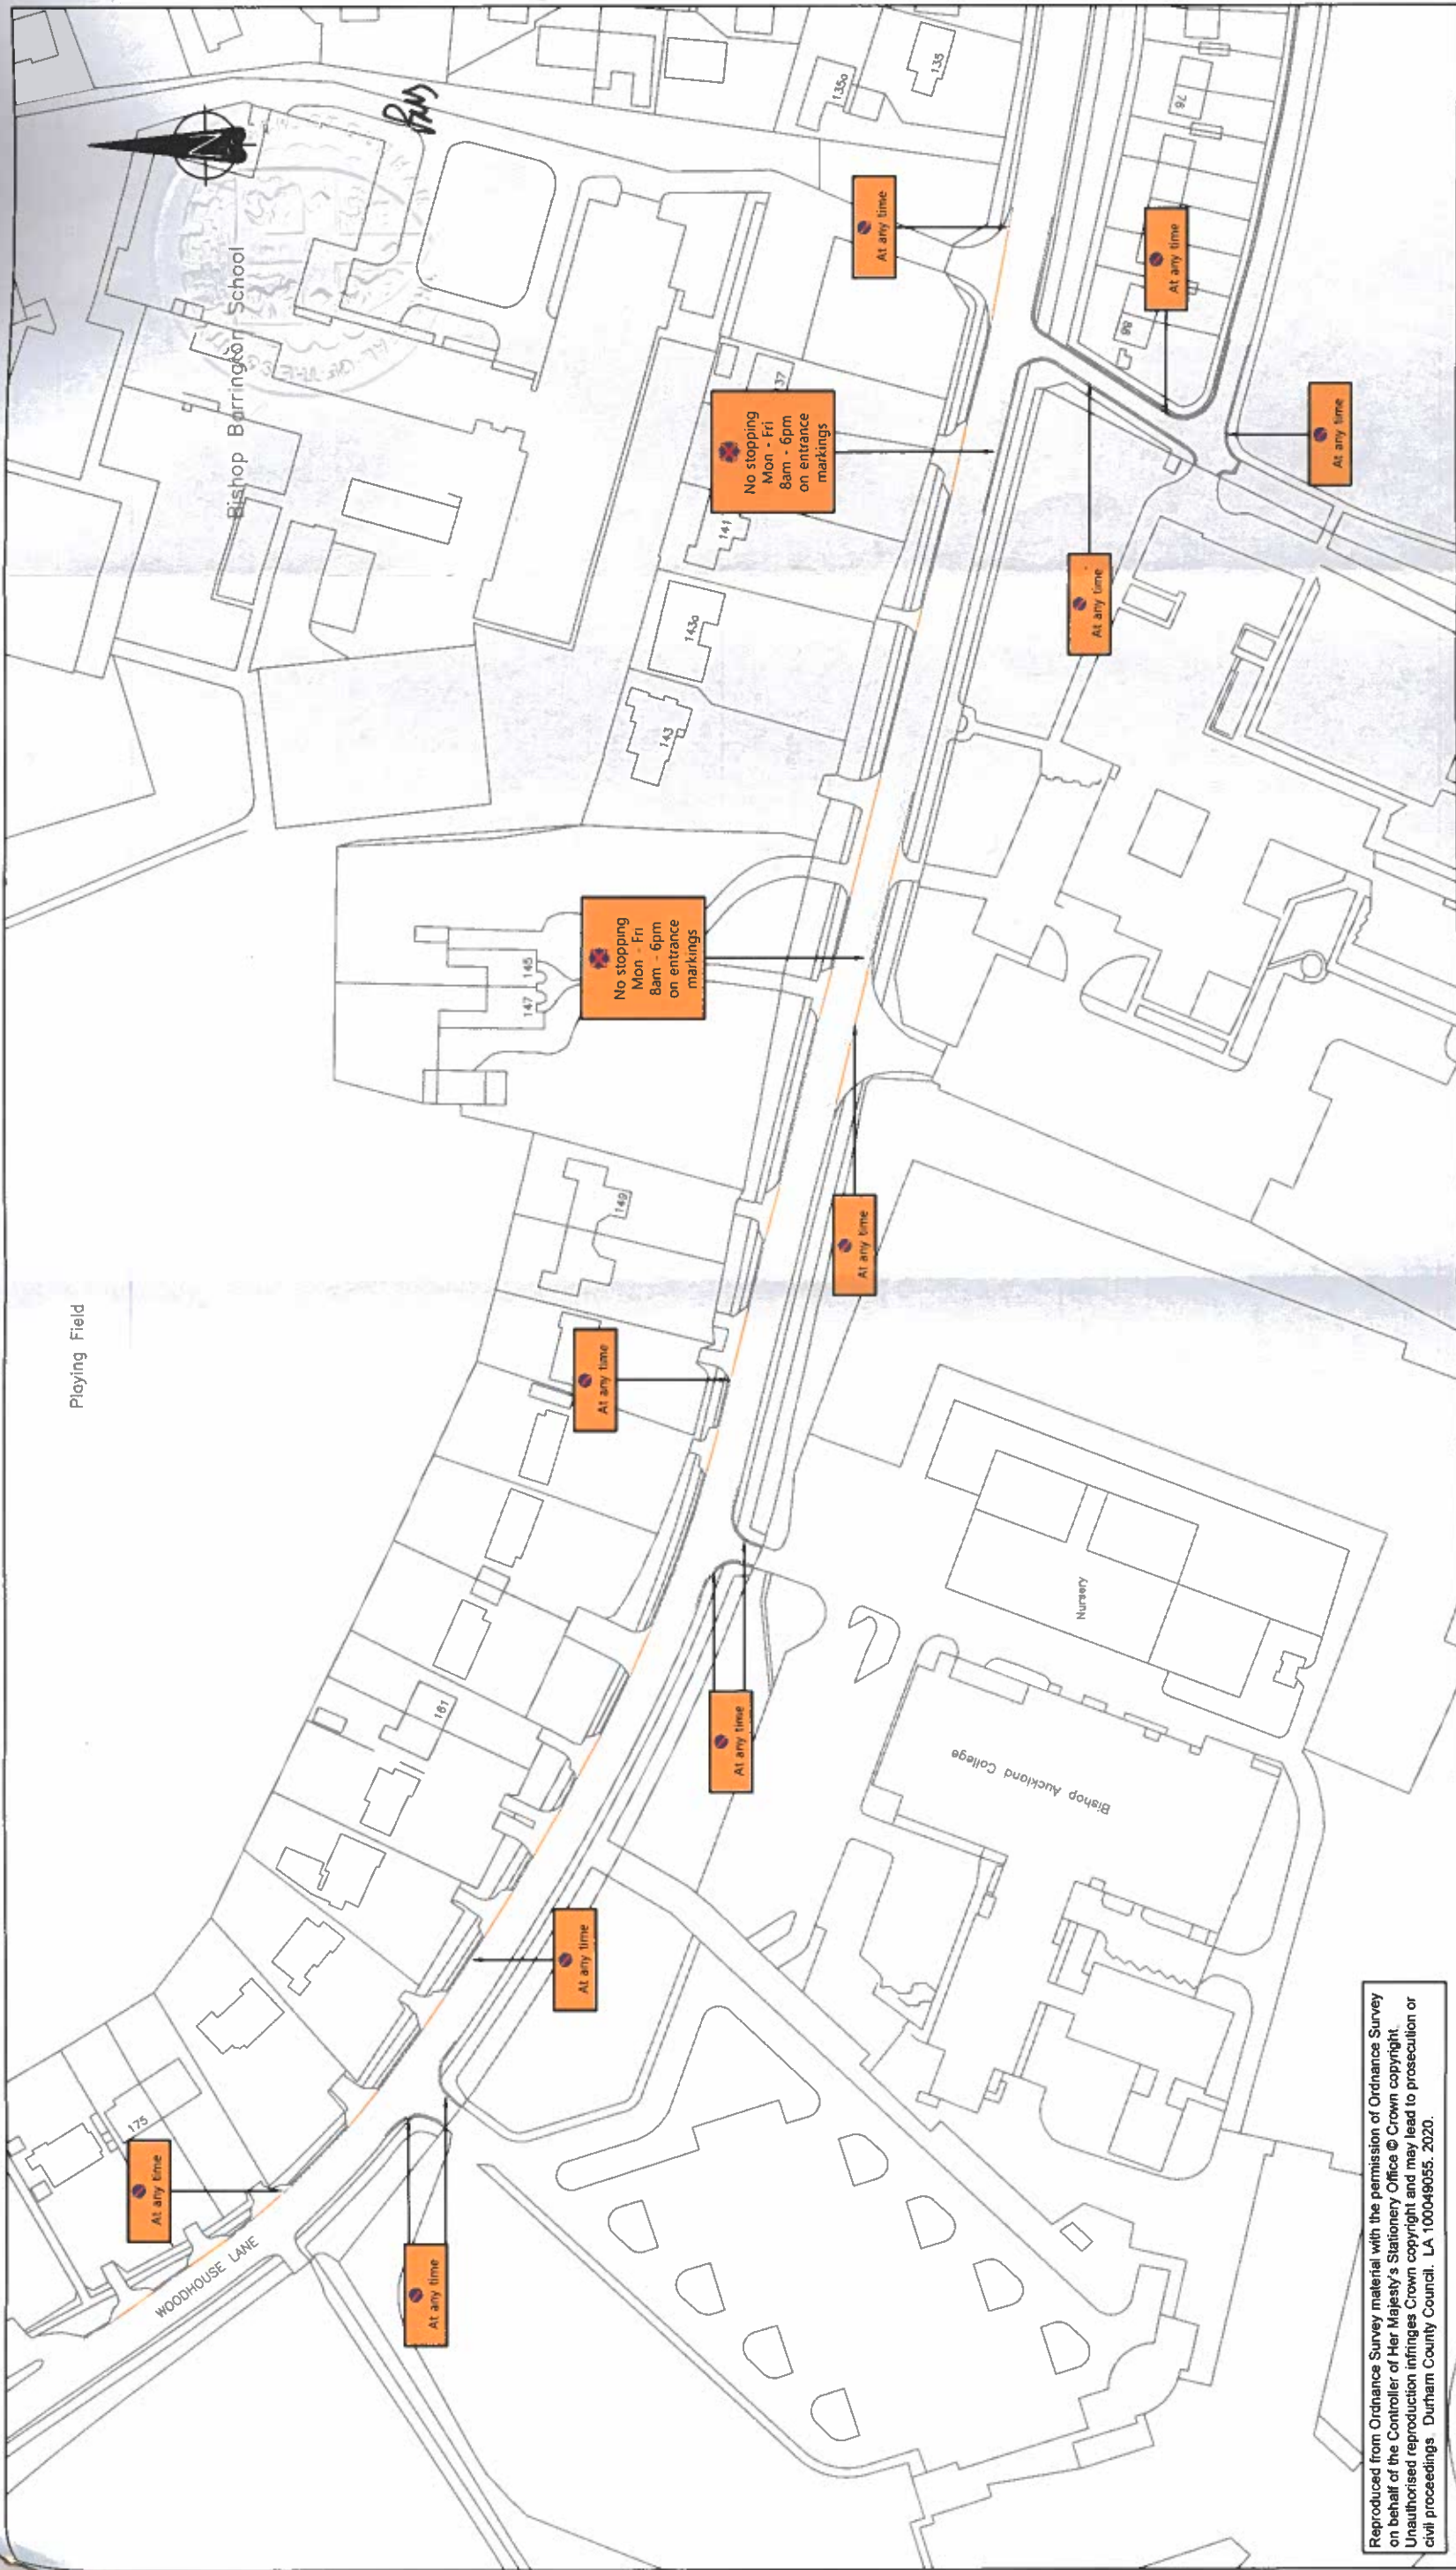 Playing Field
Bishop Barrington School
135a
135
76
88
137
141
143a
143
145
147
149
161
175
WOODHOUSE LANE
Nursery
Bishop Auckland College
At any time
At any time
At any time
At any time
No stopping
Mon - Fri
8am - 6pm
on entrance
markings
No stopping
Mon - Fri
8am - 6pm
on entrance
markings
At any time
At any time
At any time
At any time
At any time
At any time
N
Reproduced from Ordnance Survey material with the permission of Ordnance Survey
on behalf of the Controller of Her Majesty's Stationery Office © Crown copyright.
Unauthorised reproduction infringes Crown copyright and may lead to prosecution or
civil proceedings. Durham County Council. LA 100049055. 2020.